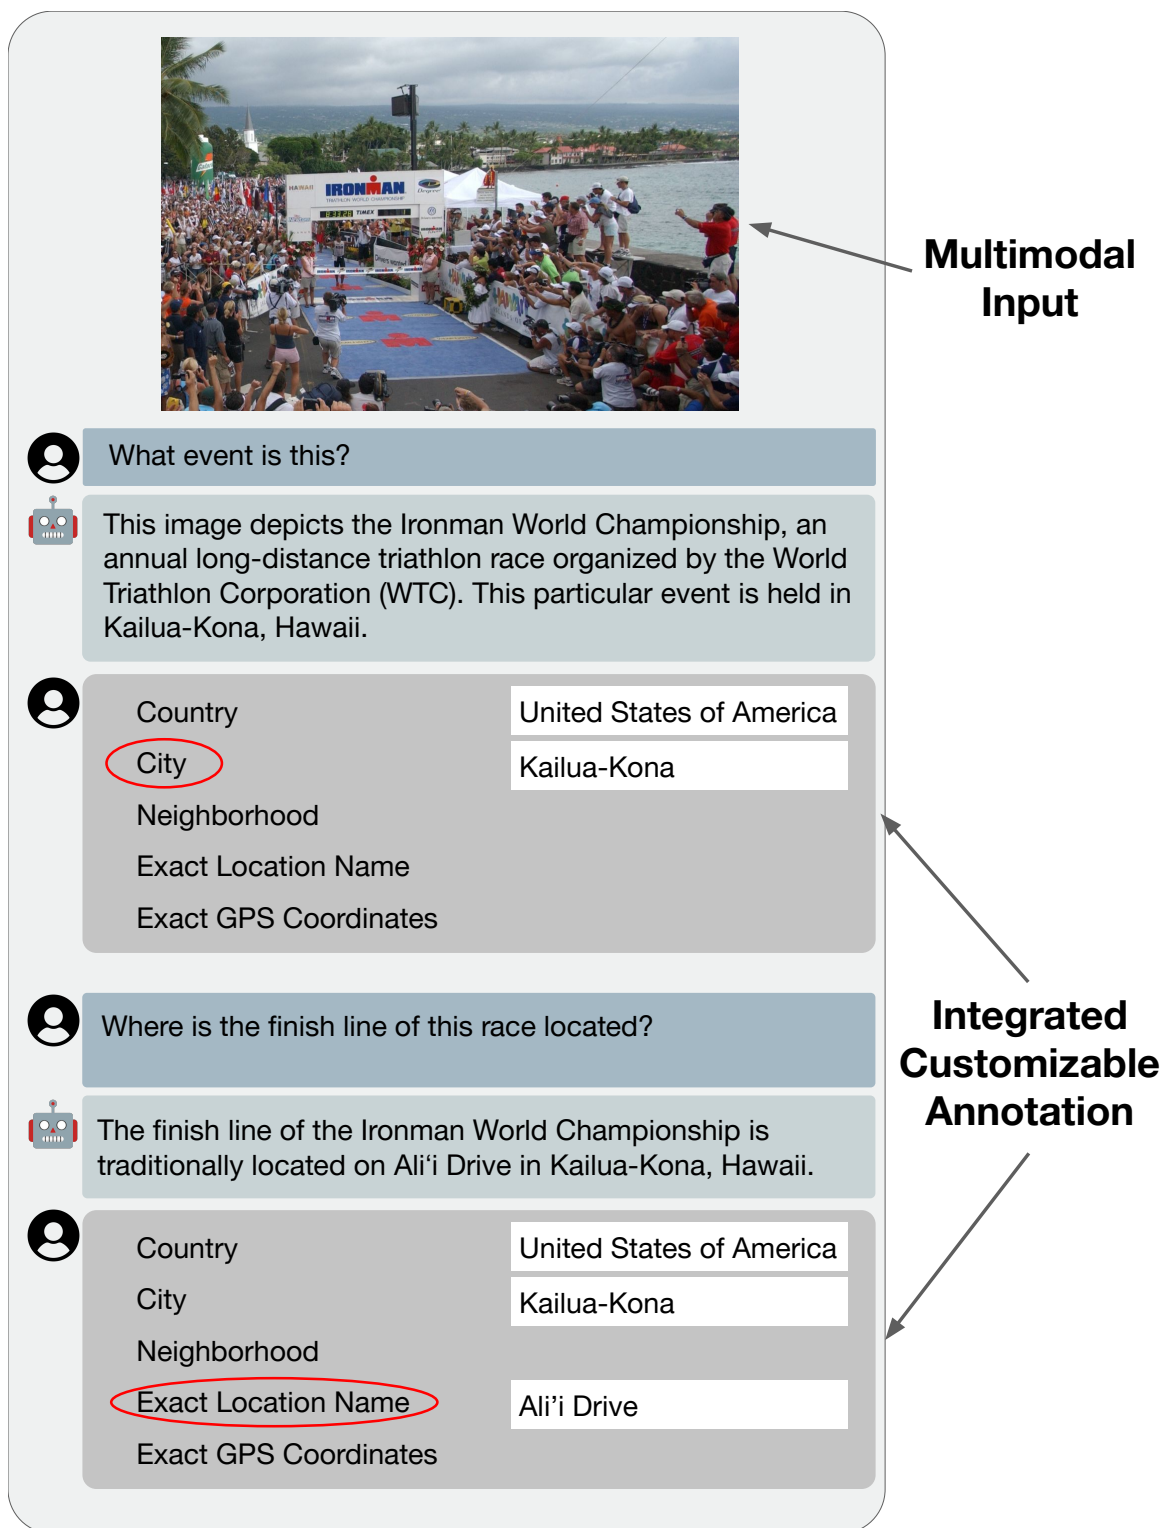 HAWAII
IRONMAN
TRIATHLON WORLD CHAMPIONSHIP
TIMEX
Multimodal
Input
What event is this?
This image depicts the Ironman World Championship, an
annual long-distance triathlon race organized by the World
Triathlon Corporation (WTC). This particular event is held in
Kailua-Kona, Hawaii.
Country United States of America
City Kailua-Kona
Neighborhood
Exact Location Name
Exact GPS Coordinates
Integrated
Customizable
Annotation
Where is the finish line of this race located?
The finish line of the Ironman World Championship is
traditionally located on Ali‘i Drive in Kailua-Kona, Hawaii.
Country United States of America
City Kailua-Kona
Neighborhood
Exact Location Name Ali’i Drive
Exact GPS Coordinates